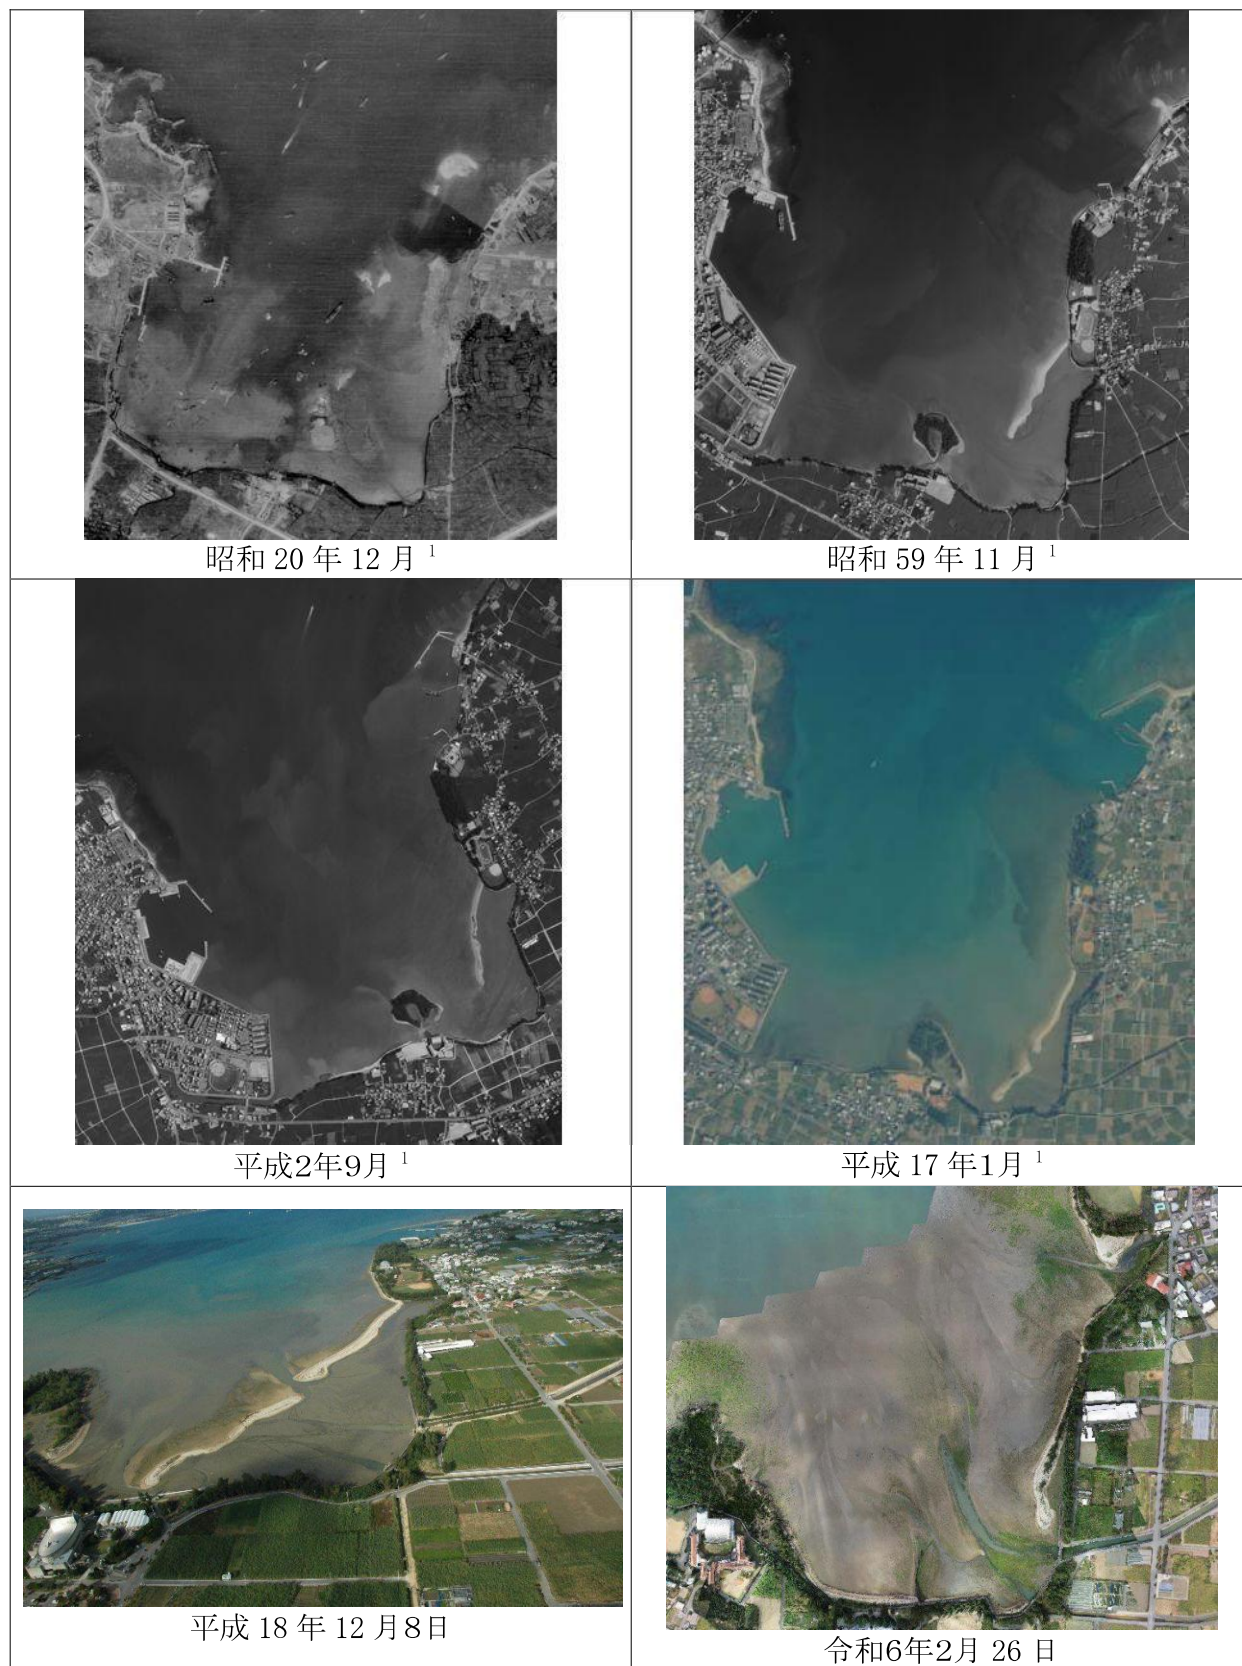 昭和 20 年 12 月 1
昭和 59 年 11 月 1
平成2年9月 1
平成 17 年1月 1
平成 18 年 12 月8日
令和6年2月 26 日